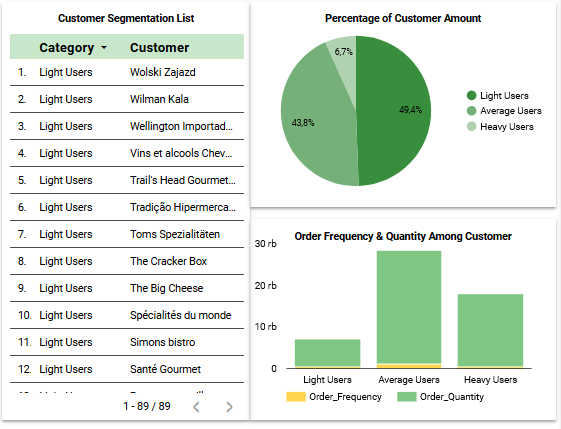 Customer Segmentation List
Category Customer
1. Light Users Wolski Zajazd
2. Light Users Wilman Kala
3. Light Users Wellington Importad...
4. Light Users Vins et alcools Chev...
5. Light Users Trail's Head Gourmet...
6. Light Users Tradição Hipermerca...
7. Light Users Toms Spezialitäten
8. Light Users The Cracker Box
9. Light Users The Big Cheese
10. Light Users Spécialités du monde
11. Light Users Simons bistro
12. Light Users Santé Gourmet
1 - 89 / 89
Percentage of Customer Amount
6,7%
49,4%
43,8%
Light Users
Average Users
Heavy Users
Order Frequency & Quantity Among Customer
30 rb
20 rb
10 rb
0
Light Users Average Users Heavy Users
Order_Frequency Order_Quantity